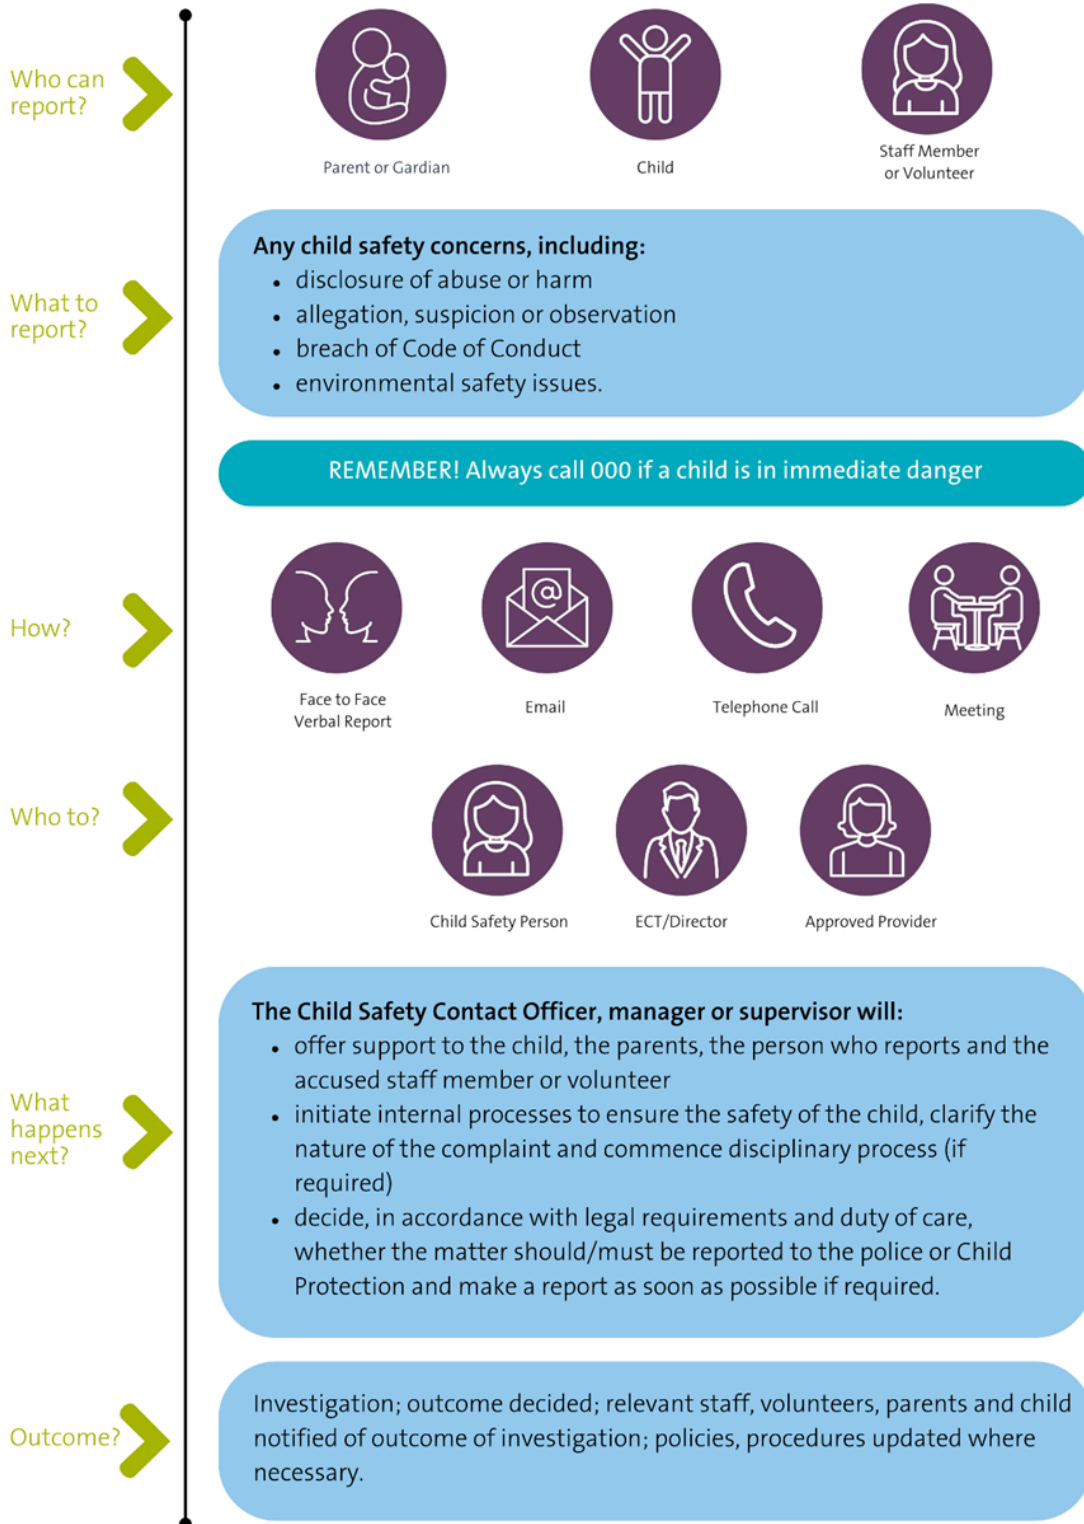 Who can
report?
Parent or Gardian
Child
Staff Member
or Volunteer
What to
report?
Any child safety concerns, including:
• disclosure of abuse or harm
• allegation, suspicion or observation
• breach of Code of Conduct
• environmental safety issues.
REMEMBER! Always call 000 if a child is in immediate danger
How?
@
Face to Face
Verbal Report
Email
Telephone Call
Meeting
Who to?
Child Safety Person
ECT/Director
Approved Provider
What
happens
next?
The Child Safety Contact Officer, manager or supervisor will:
• offer support to the child, the parents, the person who reports and the
accused staff member or volunteer
• initiate internal processes to ensure the safety of the child, clarify the
nature of the complaint and commence disciplinary process (if
required)
• decide, in accordance with legal requirements and duty of care,
whether the matter should/must be reported to the police or Child
Protection and make a report as soon as possible if required.
Outcome?
Investigation; outcome decided; relevant staff, volunteers, parents and child
notified of outcome of investigation; policies, procedures updated where
necessary.